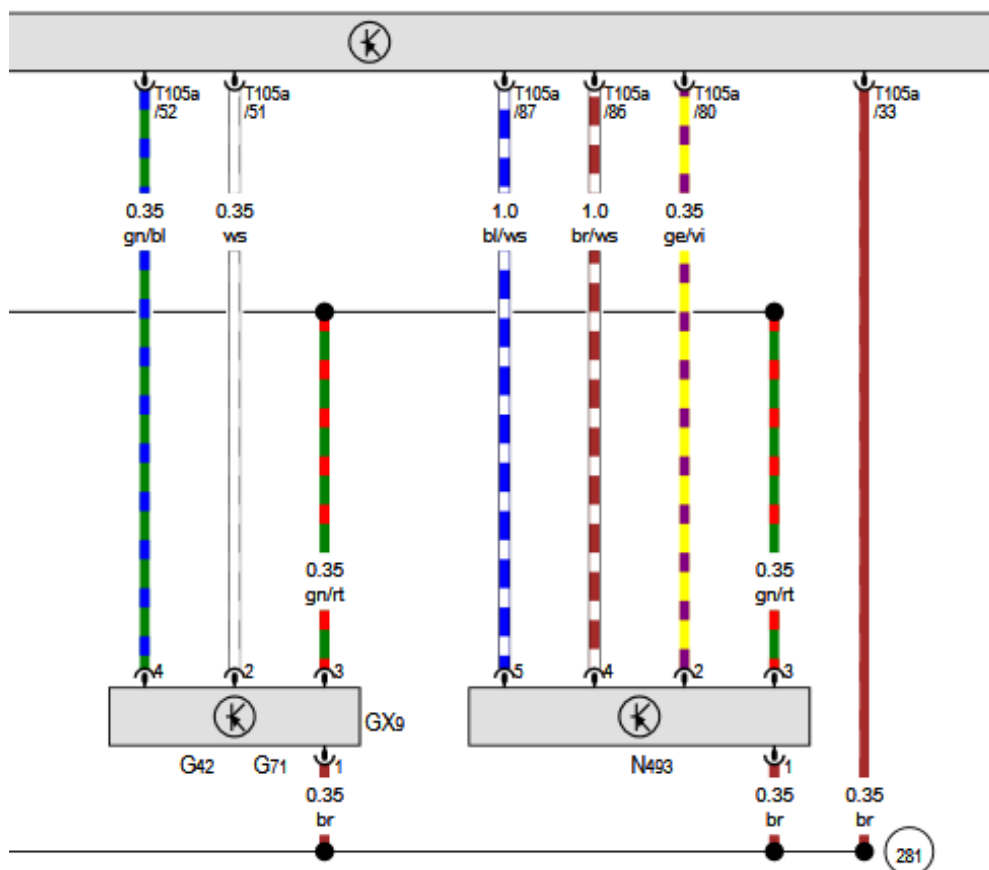 T105a
/52
T105a
/51
T105a
/87
T105a
/86
T105a
/80
T105a
/33
0.35
gn/bl
0.35
ws
1.0
bl/ws
1.0
br/ws
0.35
ge/vi
0.35
gn/rt
0.35
gn/rt
4
2
3
5
4
2
3
GX9
G42
G71
1
N493
1
0.35
br
0.35
br
0.35
br
281